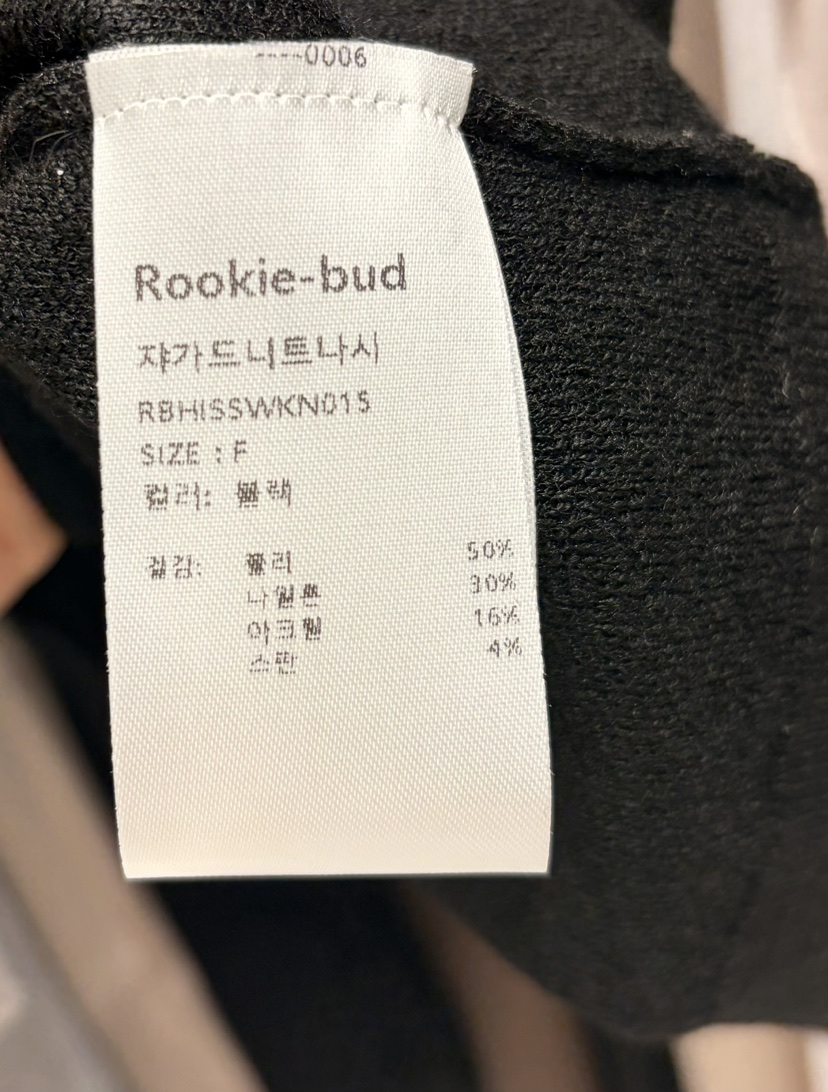 ----0006
Rookie-bud
쟈가드니트나시
RBHISSWKN015
SIZE : F
컬러: 블랙
겉감: 폴리 50%
나일론 30%
아크릴 16%
스판 4%